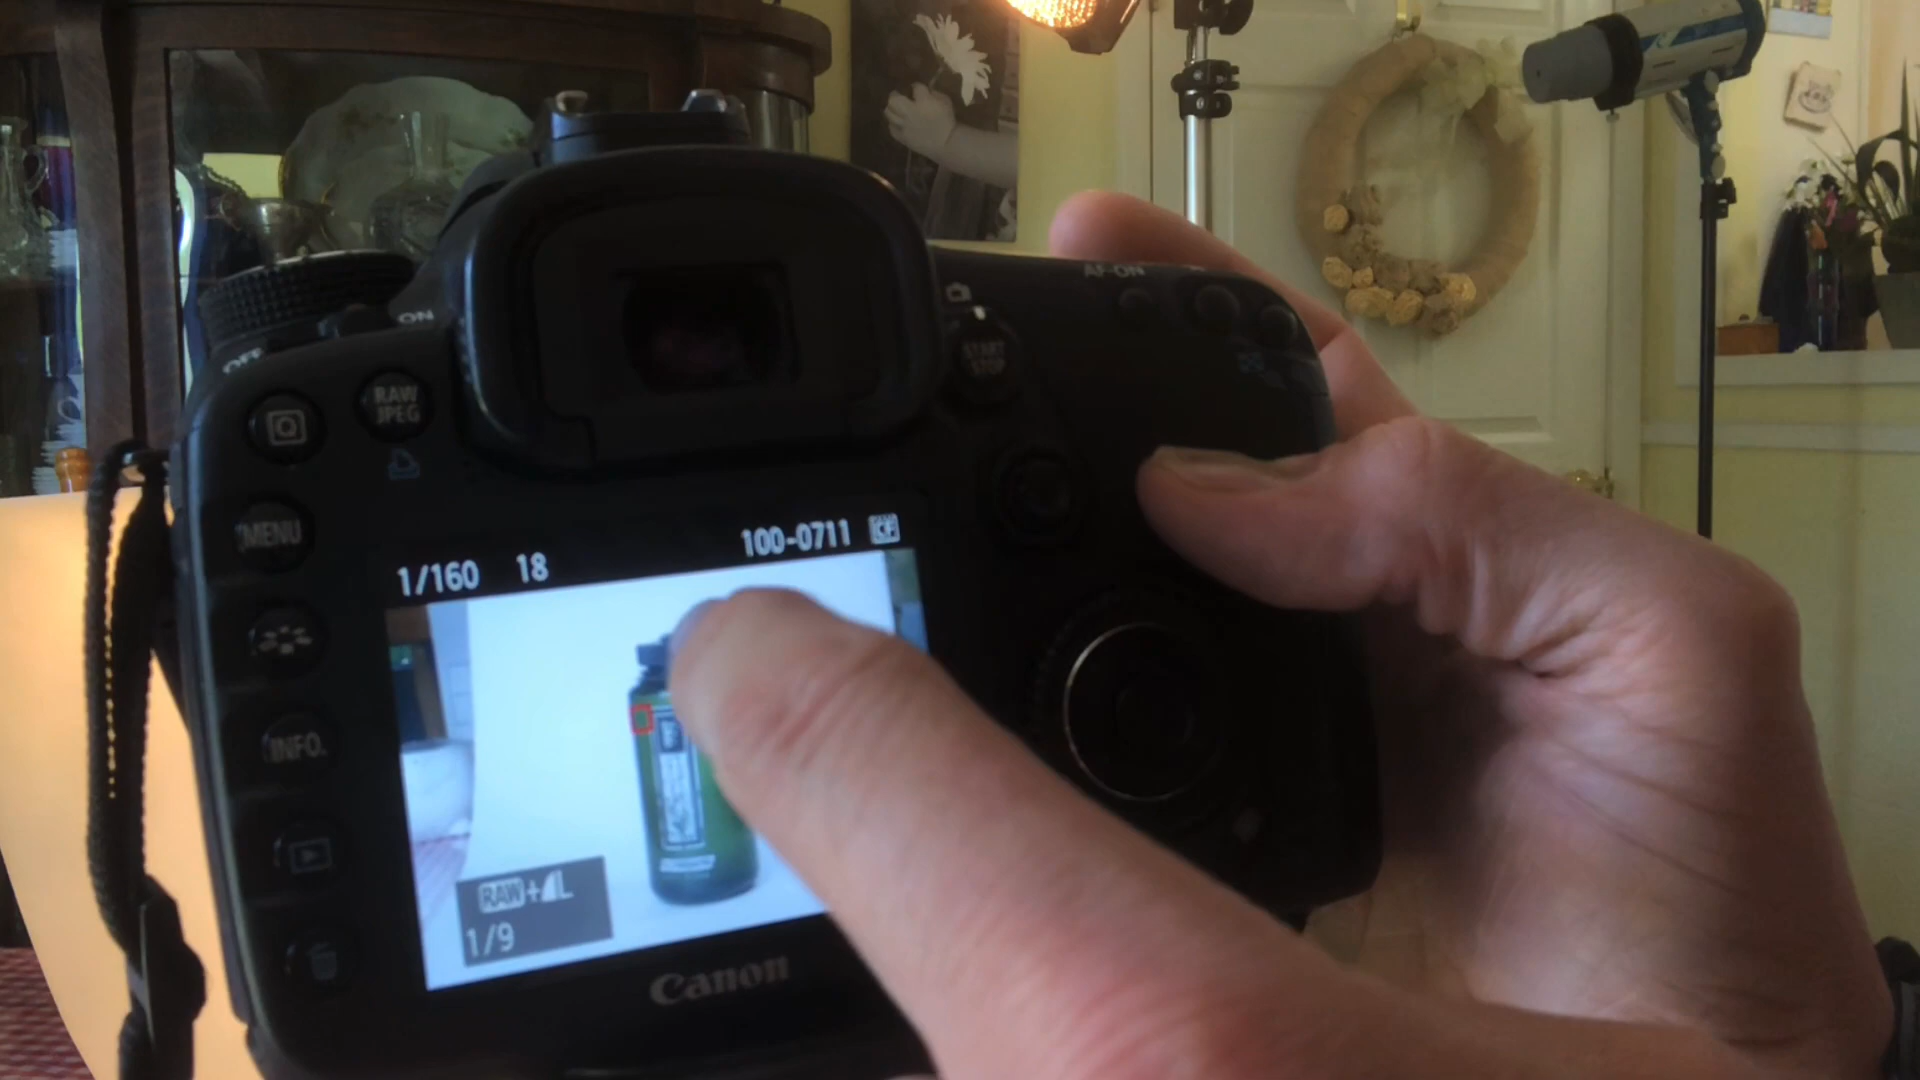 AF-ON
ON
OFF
START
STOP
RAW
JPEG
Q
MENU
1/160 18 100-0711 CF
INFO.
RAW+L
1/9
Canon